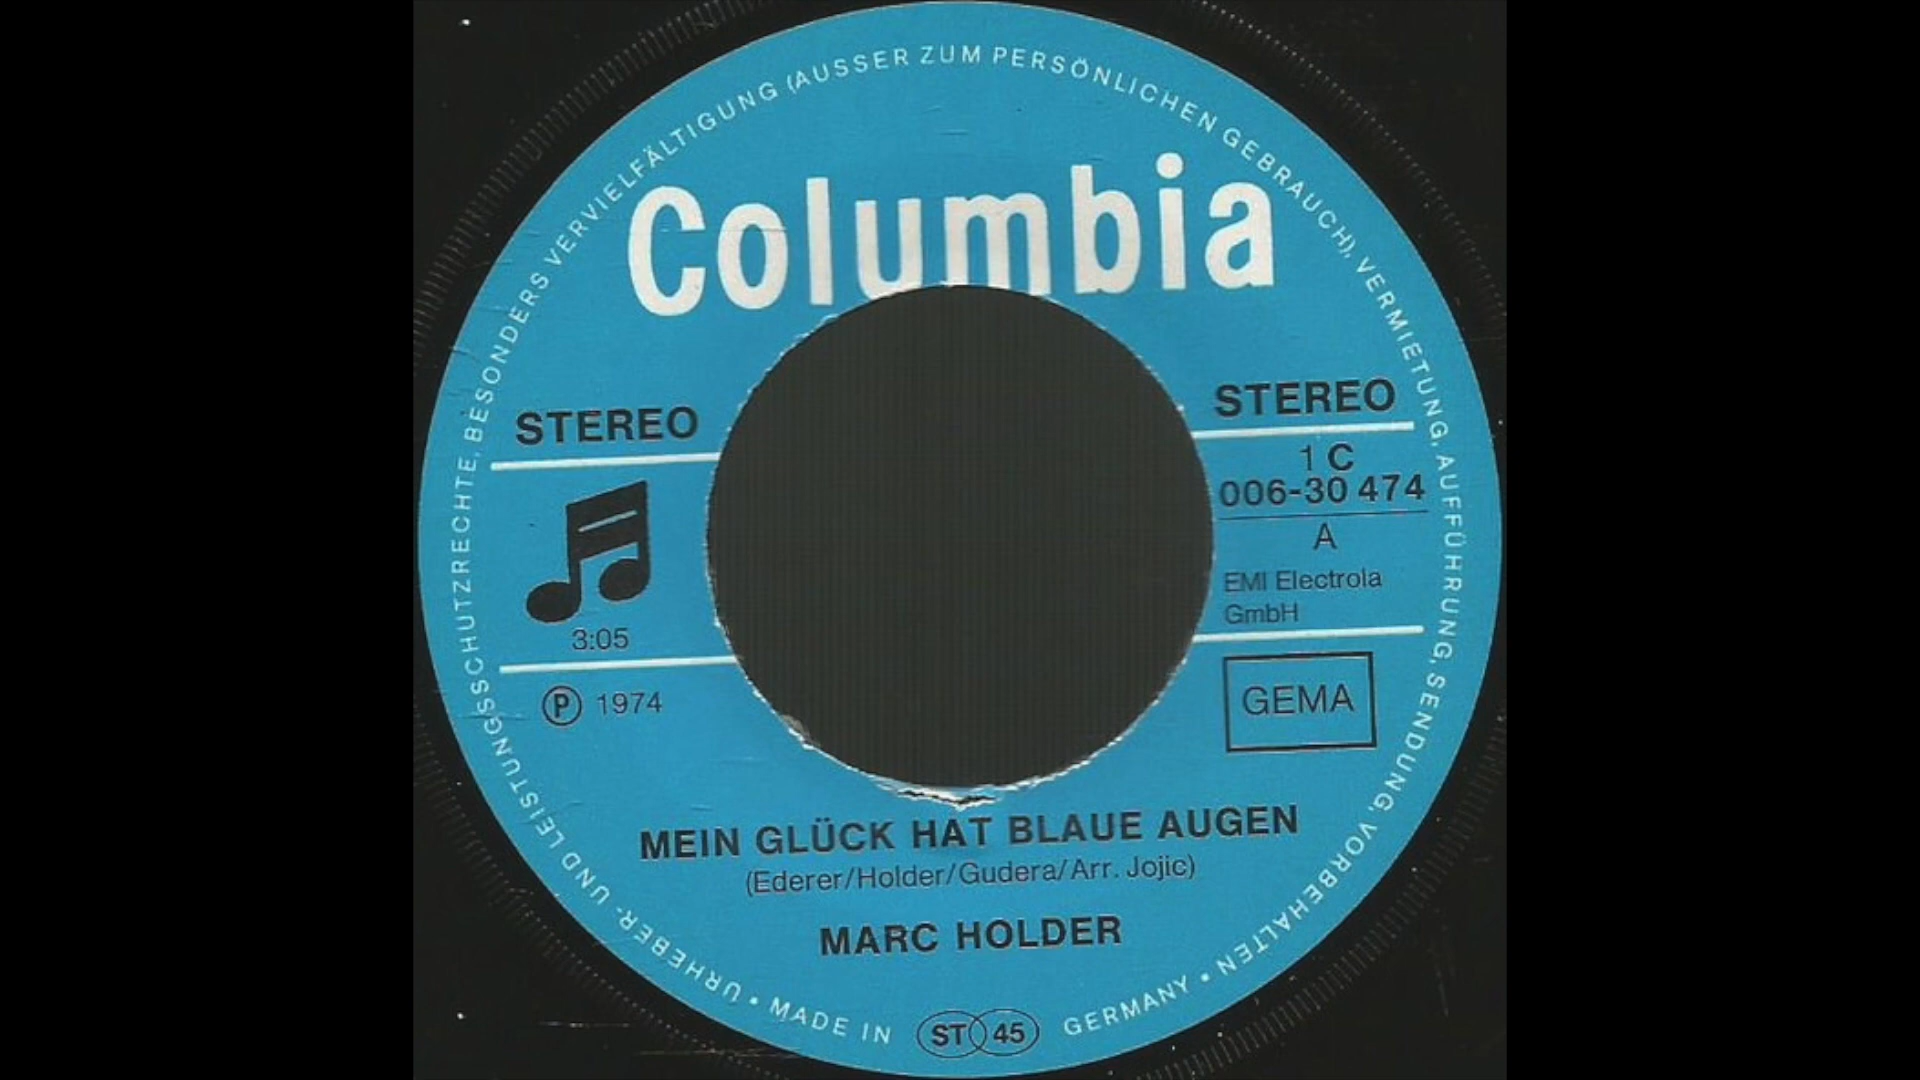 URHEBER- UND LEISTUNGSSCHUTZRECHTE, BESONDERS VERVIELFÄLTIGUNG (AUSSER ZUM PERSÖNLICHEN GEBRAUCH), VERMIETUNG, AUFFÜHRUNG, SENDUNG, VORBEHALTEN •
Columbia
STEREO
STEREO
1 C
006-30 474
A
EMI Electrola
GmbH
3:05
Ⓟ 1974
GEMA
MEIN GLÜCK HAT BLAUE AUGEN
(Ederer/Holder/Gudera/Arr. Jojic)
MARC HOLDER
• MADE IN GERMANY
ST 45